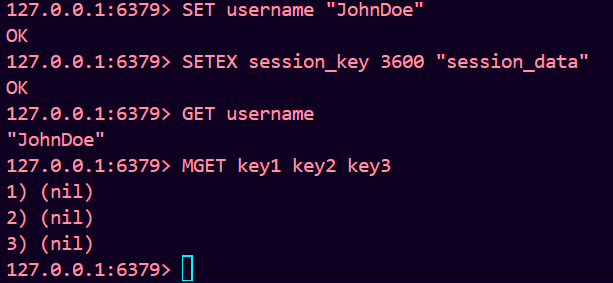 127.0.0.1:6379> SET username "JohnDoe"
OK
127.0.0.1:6379> SETEX session_key 3600 "session_data"
OK
127.0.0.1:6379> GET username
"JohnDoe"
127.0.0.1:6379> MGET key1 key2 key3
1) (nil)
2) (nil)
3) (nil)
127.0.0.1:6379>